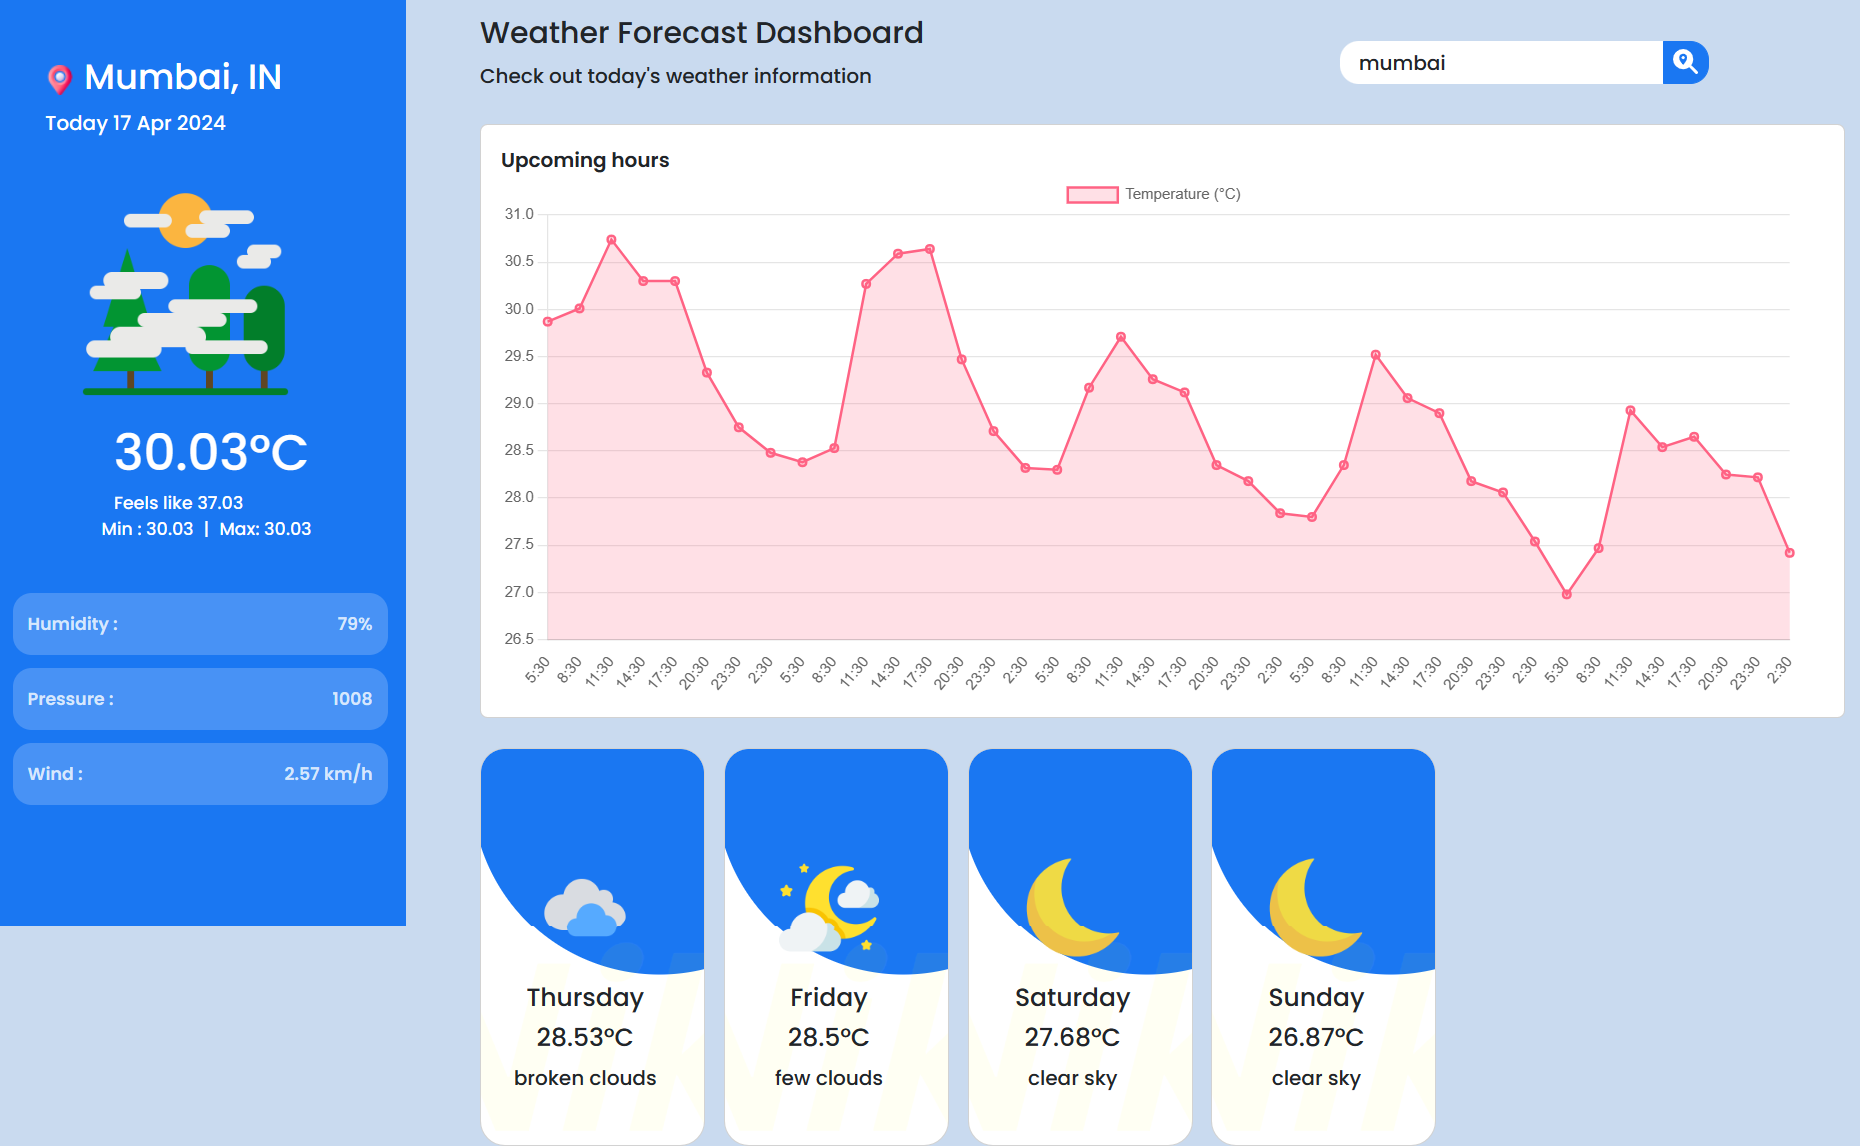 Mumbai, IN
Today 17 Apr 2024
30.03°C
Feels like 37.03
Min : 30.03 | Max: 30.03
Humidity : 79%
Pressure : 1008
Wind : 2.57 km/h
Weather Forecast Dashboard
Check out today's weather information
mumbai
Upcoming hours
Temperature (°C)
31.0
30.5
30.0
29.5
29.0
28.5
28.0
27.5
27.0
26.5
5:30 8:30 11:30 14:30 17:30 20:30 23:30 2:30 5:30 8:30 11:30 14:30 17:30 20:30 23:30 2:30 5:30 8:30 11:30 14:30 17:30 20:30 23:30 2:30 5:30 8:30 11:30 14:30 17:30 20:30 23:30 2:30 5:30 8:30 11:30 14:30 17:30 20:30 23:30 2:30
Thursday
28.53°C
broken clouds
Friday
28.5°C
few clouds
Saturday
27.68°C
clear sky
Sunday
26.87°C
clear sky